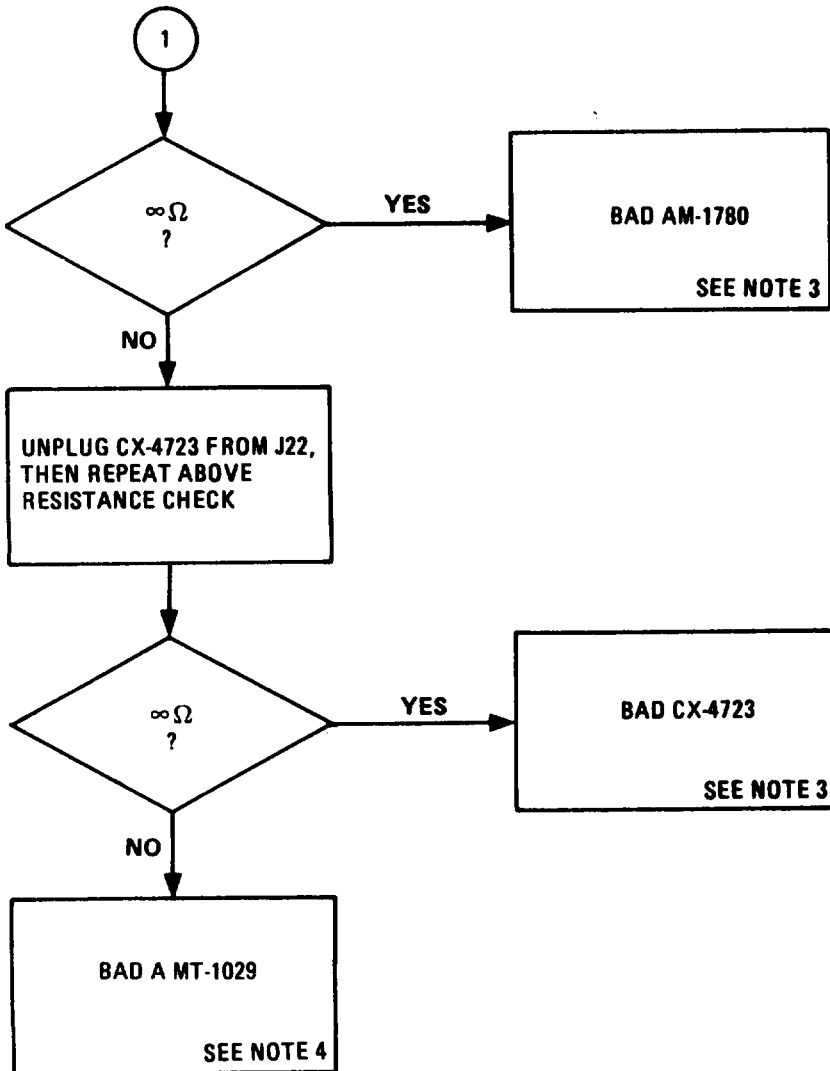 1
∞Ω
?
YES
BAD AM-1780
SEE NOTE 3
NO
UNPLUG CX-4723 FROM J22,
THEN REPEAT ABOVE
RESISTANCE CHECK
∞Ω
?
YES
BAD CX-4723
SEE NOTE 3
NO
BAD A MT-1029
SEE NOTE 4